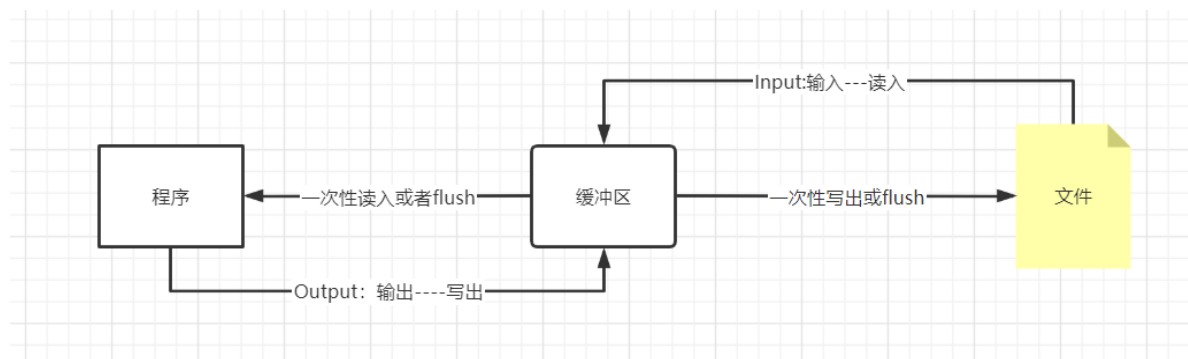 Input:输入---读入
程序
一次性读入或者flush
缓冲区
一次性写出或flush
文件
Output：输出----写出